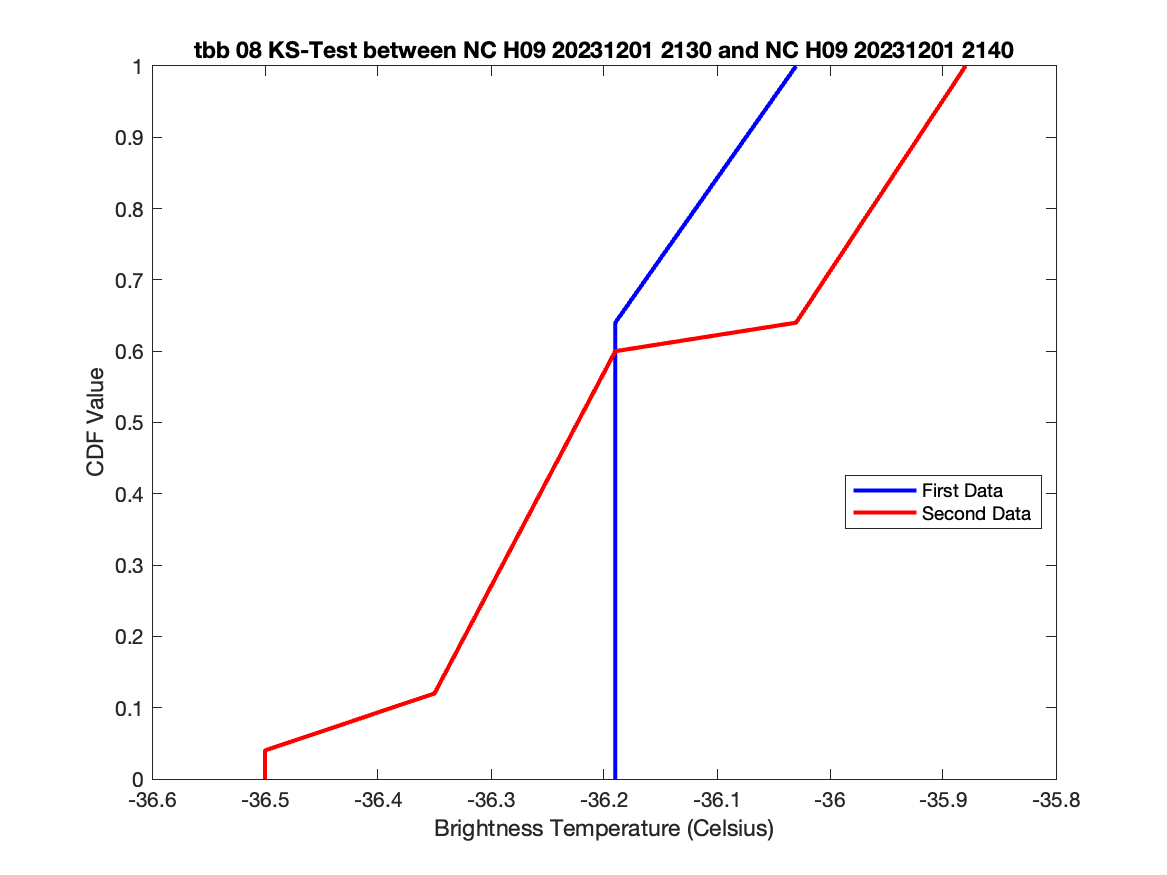 tbb 08 KS-Test between NC H09 20231201 2130 and NC H09 20231201 2140
1
0.9
0.8
0.7
0.6
0.5
0.4
0.3
0.2
0.1
0
CDF Value
First Data
Second Data
-36.6 -36.5 -36.4 -36.3 -36.2 -36.1 -36 -35.9 -35.8
Brightness Temperature (Celsius)